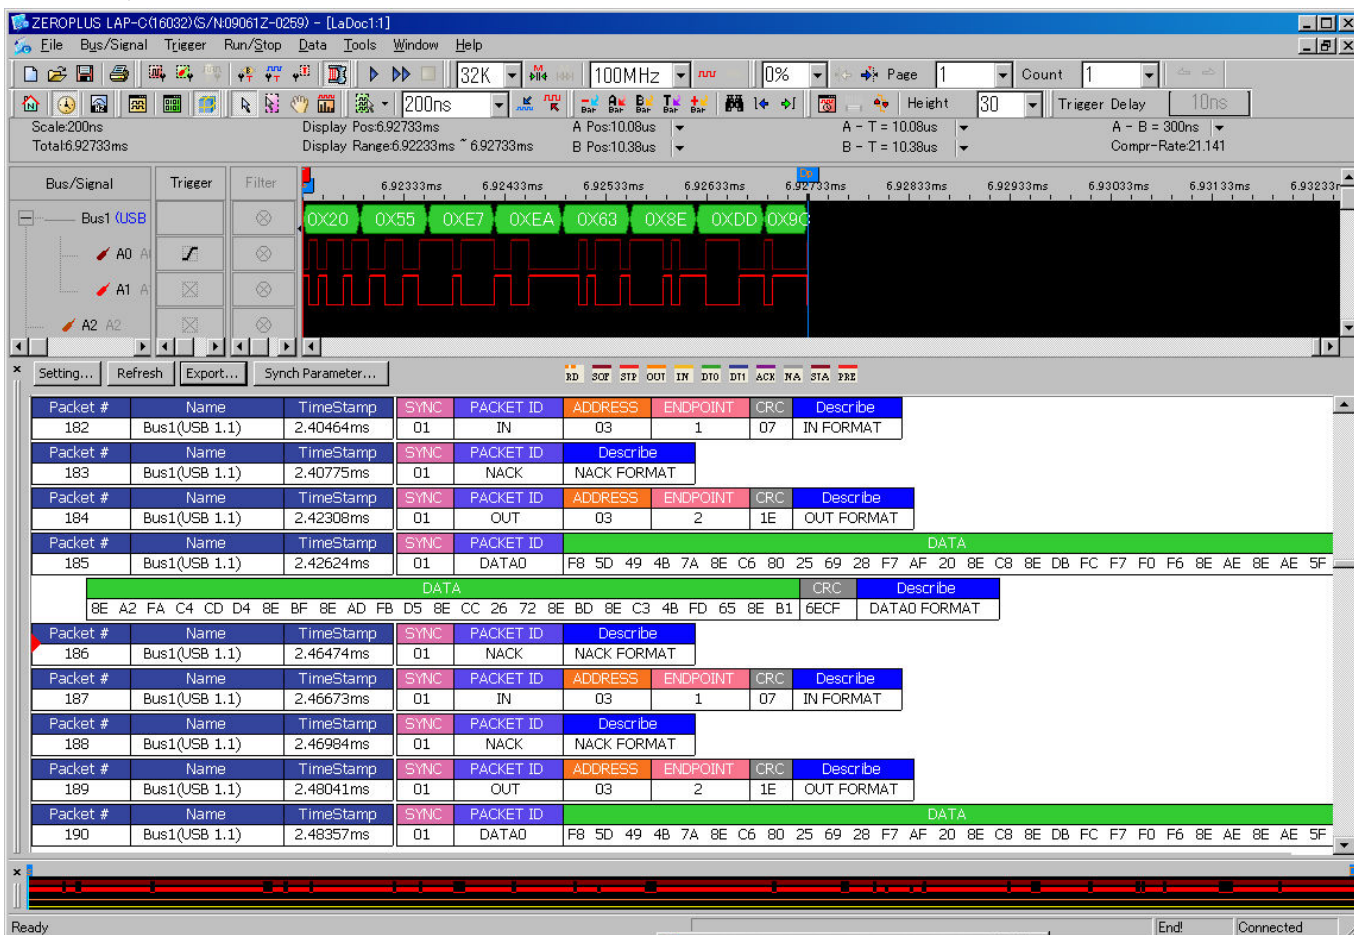 ZEROPLUS LAP-C(16032)(S/N:09061Z-0259) - [LaDoc1:1]
File Bus/Signal Trigger Run/Stop Data Tools Window Help
32K 100MHz 0% Page 1 Count 1
200ns Bar Bar Bar Bar Bar Height 30 Trigger Delay 10ns
Scale:200ns Display Pos:6.92733ms A Pos:10.08us A - T = 10.08us A - B = 300ns
Total:6.92733ms Display Range:6.92233ms ~ 6.92733ms B Pos:10.38us B - T = 10.38us Compr-Rate:21.141
Bus/Signal Trigger Filter 6.92333ms 6.92433ms 6.92533ms 6.92633ms 6.92733ms 6.92833ms 6.92933ms 6.93033ms 6.93133ms 6.93233
Bus1 (USB 0X20 0X55 0XE7 0XEA 0X63 0X8E 0XDD 0X9C
A0
A1
A2 A2
Setting... Refresh Export... Synch Parameter... RD SOF STP OUT IN DT0 DT1 ACK NA STA PRE
Packet # Name TimeStamp SYNC PACKET ID ADDRESS ENDPOINT CRC Describe
182 Bus1(USB 1.1) 2.40464ms 01 IN 03 1 07 IN FORMAT
Packet # Name TimeStamp SYNC PACKET ID Describe
183 Bus1(USB 1.1) 2.40775ms 01 NACK NACK FORMAT
Packet # Name TimeStamp SYNC PACKET ID ADDRESS ENDPOINT CRC Describe
184 Bus1(USB 1.1) 2.42308ms 01 OUT 03 2 1E OUT FORMAT
Packet # Name TimeStamp SYNC PACKET ID DATA
185 Bus1(USB 1.1) 2.42624ms 01 DATA0 F8 5D 49 4B 7A 8E C6 80 25 69 28 F7 AF 20 8E C8 8E DB FC F7 F0 F6 8E AE 8E AE 5F
DATA CRC Describe
8E A2 FA C4 CD D4 8E BF 8E AD FB D5 8E CC 26 72 8E BD 8E C3 4B FD 65 8E B1 6ECF DATA0 FORMAT
Packet # Name TimeStamp SYNC PACKET ID Describe
186 Bus1(USB 1.1) 2.46474ms 01 NACK NACK FORMAT
Packet # Name TimeStamp SYNC PACKET ID ADDRESS ENDPOINT CRC Describe
187 Bus1(USB 1.1) 2.46673ms 01 IN 03 1 07 IN FORMAT
Packet # Name TimeStamp SYNC PACKET ID Describe
188 Bus1(USB 1.1) 2.46984ms 01 NACK NACK FORMAT
Packet # Name TimeStamp SYNC PACKET ID ADDRESS ENDPOINT CRC Describe
189 Bus1(USB 1.1) 2.48041ms 01 OUT 03 2 1E OUT FORMAT
Packet # Name TimeStamp SYNC PACKET ID DATA
190 Bus1(USB 1.1) 2.48357ms 01 DATA0 F8 5D 49 4B 7A 8E C6 80 25 69 28 F7 AF 20 8E C8 8E DB FC F7 F0 F6 8E AE 8E AE 5F
Ready End! Connected